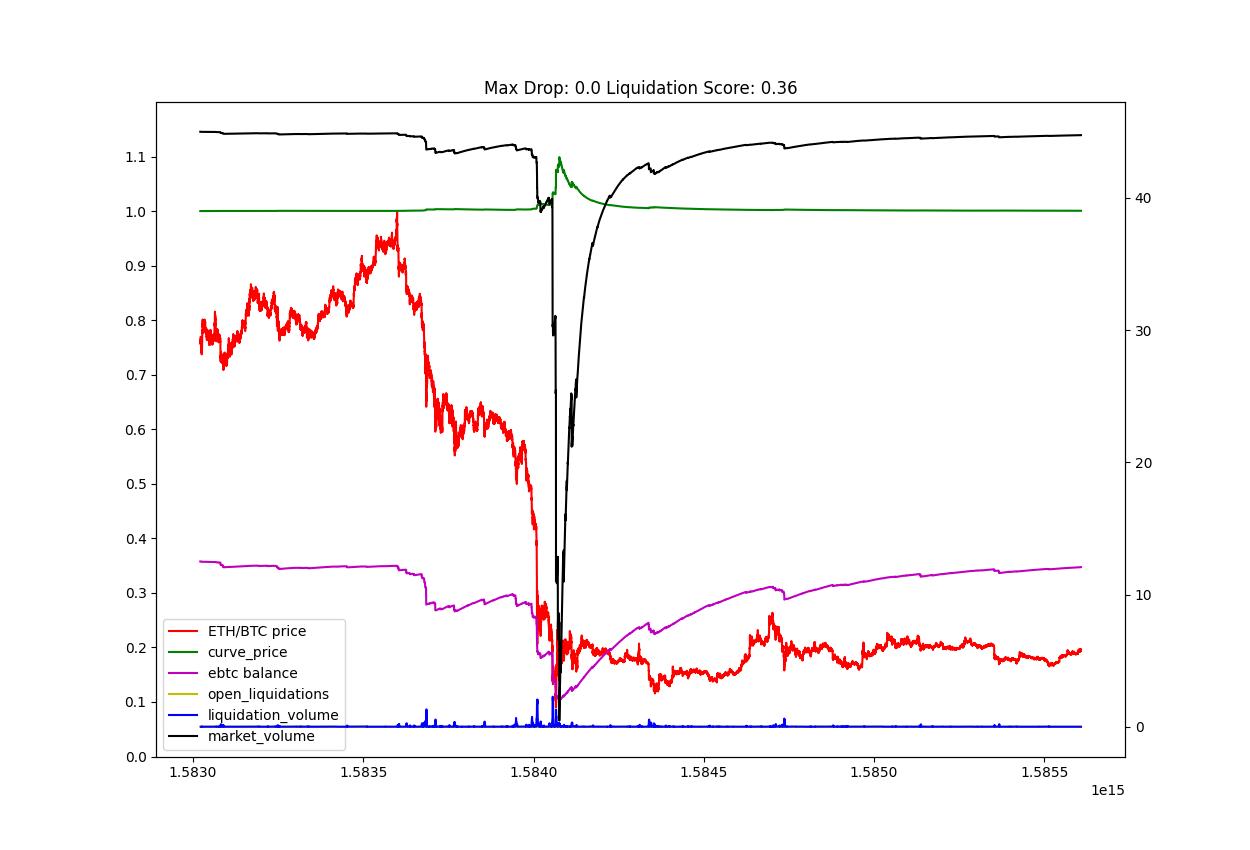 Max Drop: 0.0 Liquidation Score: 0.36
1.1
1.0
0.9
0.8
0.7
0.6
0.5
0.4
0.3
0.2
0.1
0.0
40
30
20
10
0
ETH/BTC price
curve_price
ebtc balance
open_liquidations
liquidation_volume
market_volume
1.5830
1.5835
1.5840
1.5845
1.5850
1.5855
1e15